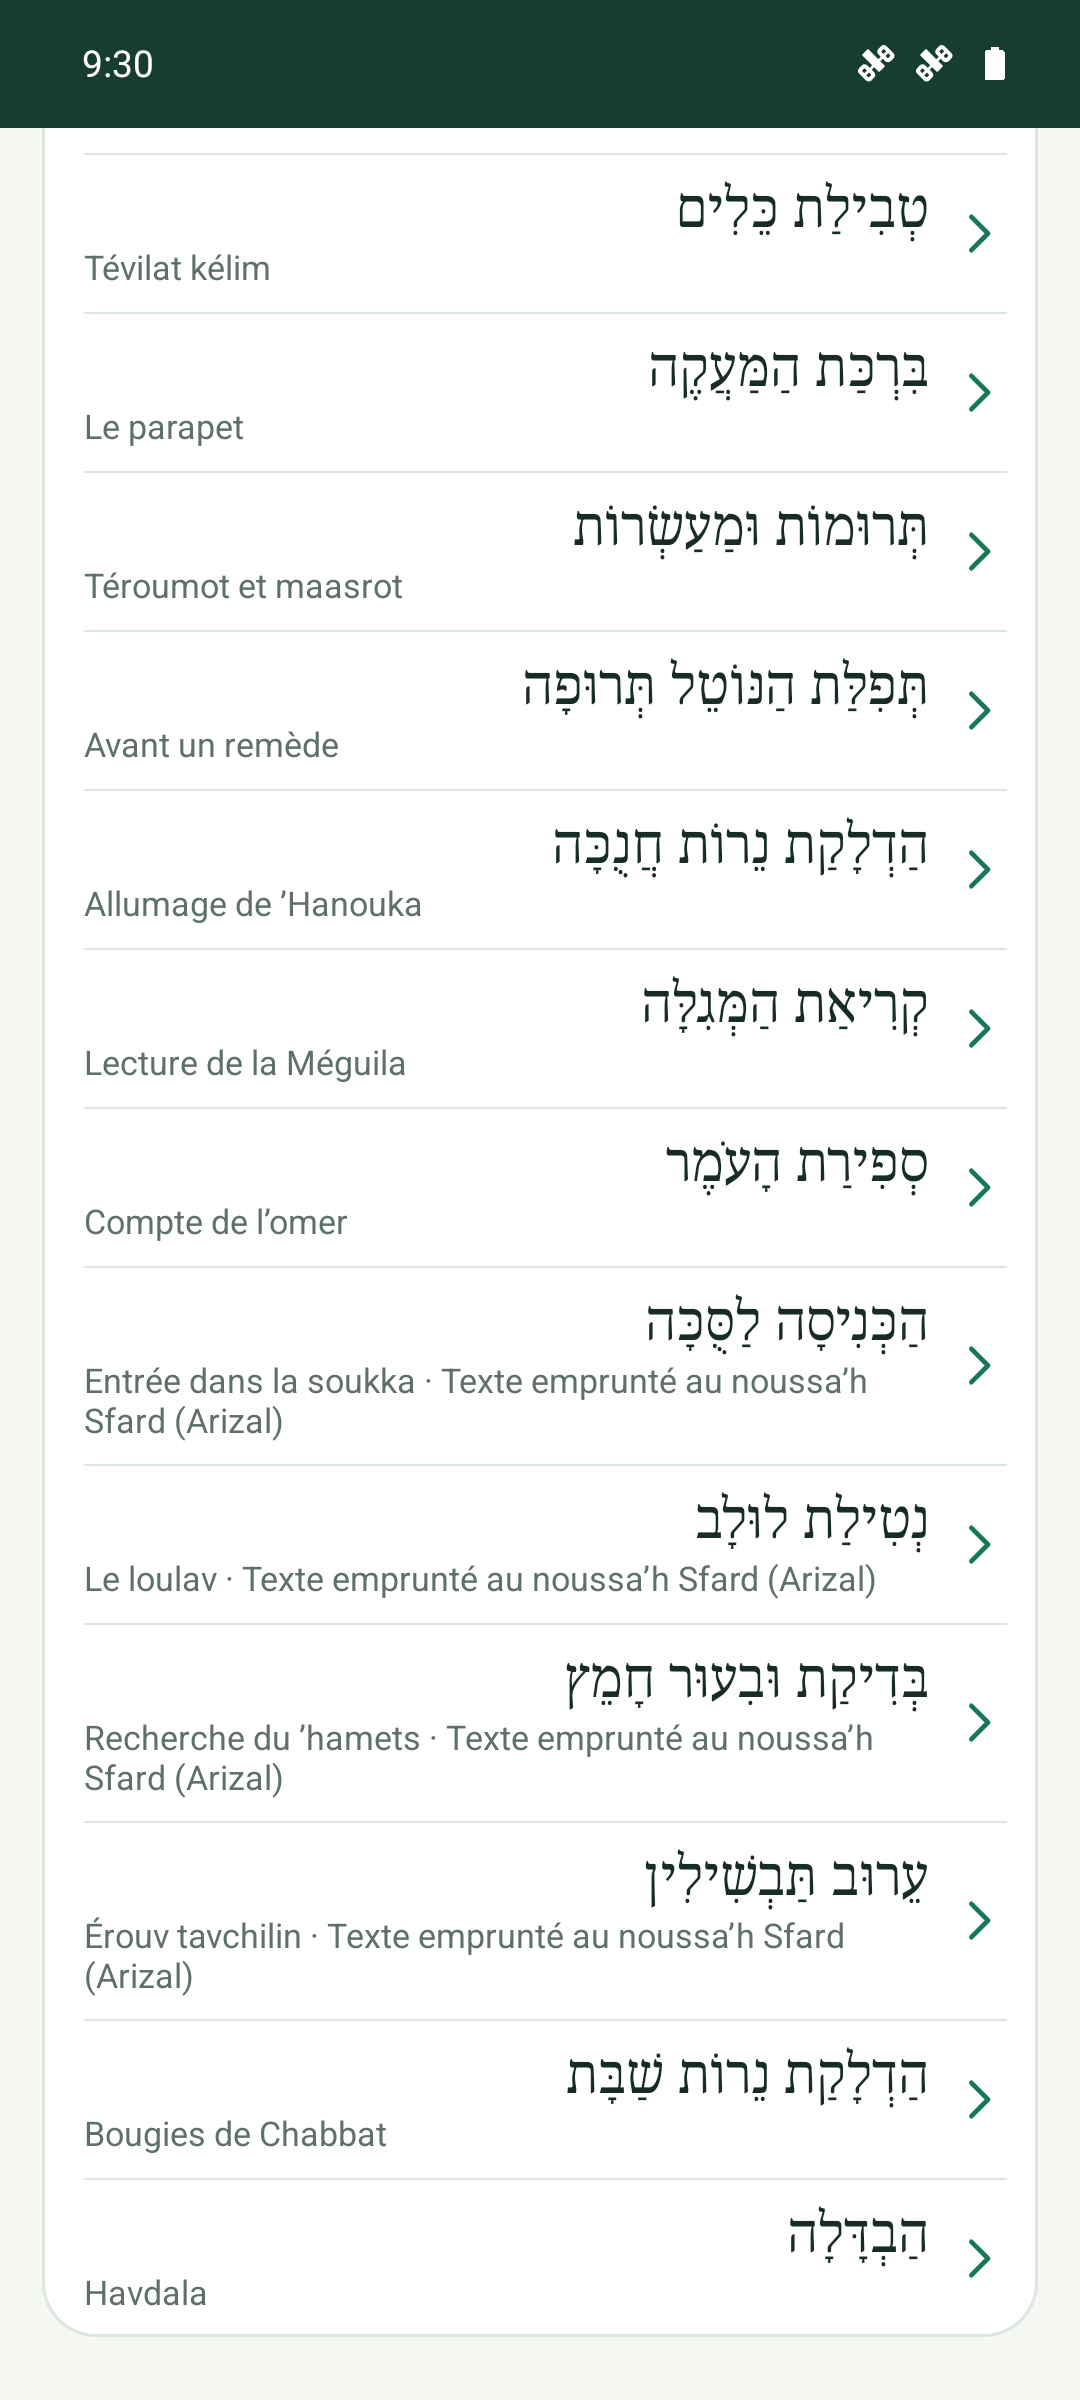 9:30
טְבִילַת כֵּלִים
Tévilat kélim
בִּרְכַּת הַמַּעֲקֶה
Le parapet
תְּרוּמוֹת וּמַעַשְׂרוֹת
Téroumot et maasrot
תְּפִלַּת הַנּוֹטֵל תְּרוּפָה
Avant un remède
הַדְלָקַת נֵרוֹת חֲנֻכָּה
Allumage de ’Hanouka
קְרִיאַת הַמְּגִלָּה
Lecture de la Méguila
סְפִירַת הָעֹמֶר
Compte de l’omer
הַכְּנִיסָה לַסֻּכָּה
Entrée dans la soukka · Texte emprunté au noussa’h
Sfard (Arizal)
נְטִילַת לוּלָב
Le loulav · Texte emprunté au noussa’h Sfard (Arizal)
בְּדִיקַת וּבִעוּר חָמֵץ
Recherche du ’hamets · Texte emprunté au noussa’h
Sfard (Arizal)
עֵרוּב תַּבְשִׁילִין
Érouv tavchilin · Texte emprunté au noussa’h Sfard
(Arizal)
הַדְלָקַת נֵרוֹת שַׁבָּת
Bougies de Chabbat
הַבְדָּלָה
Havdala